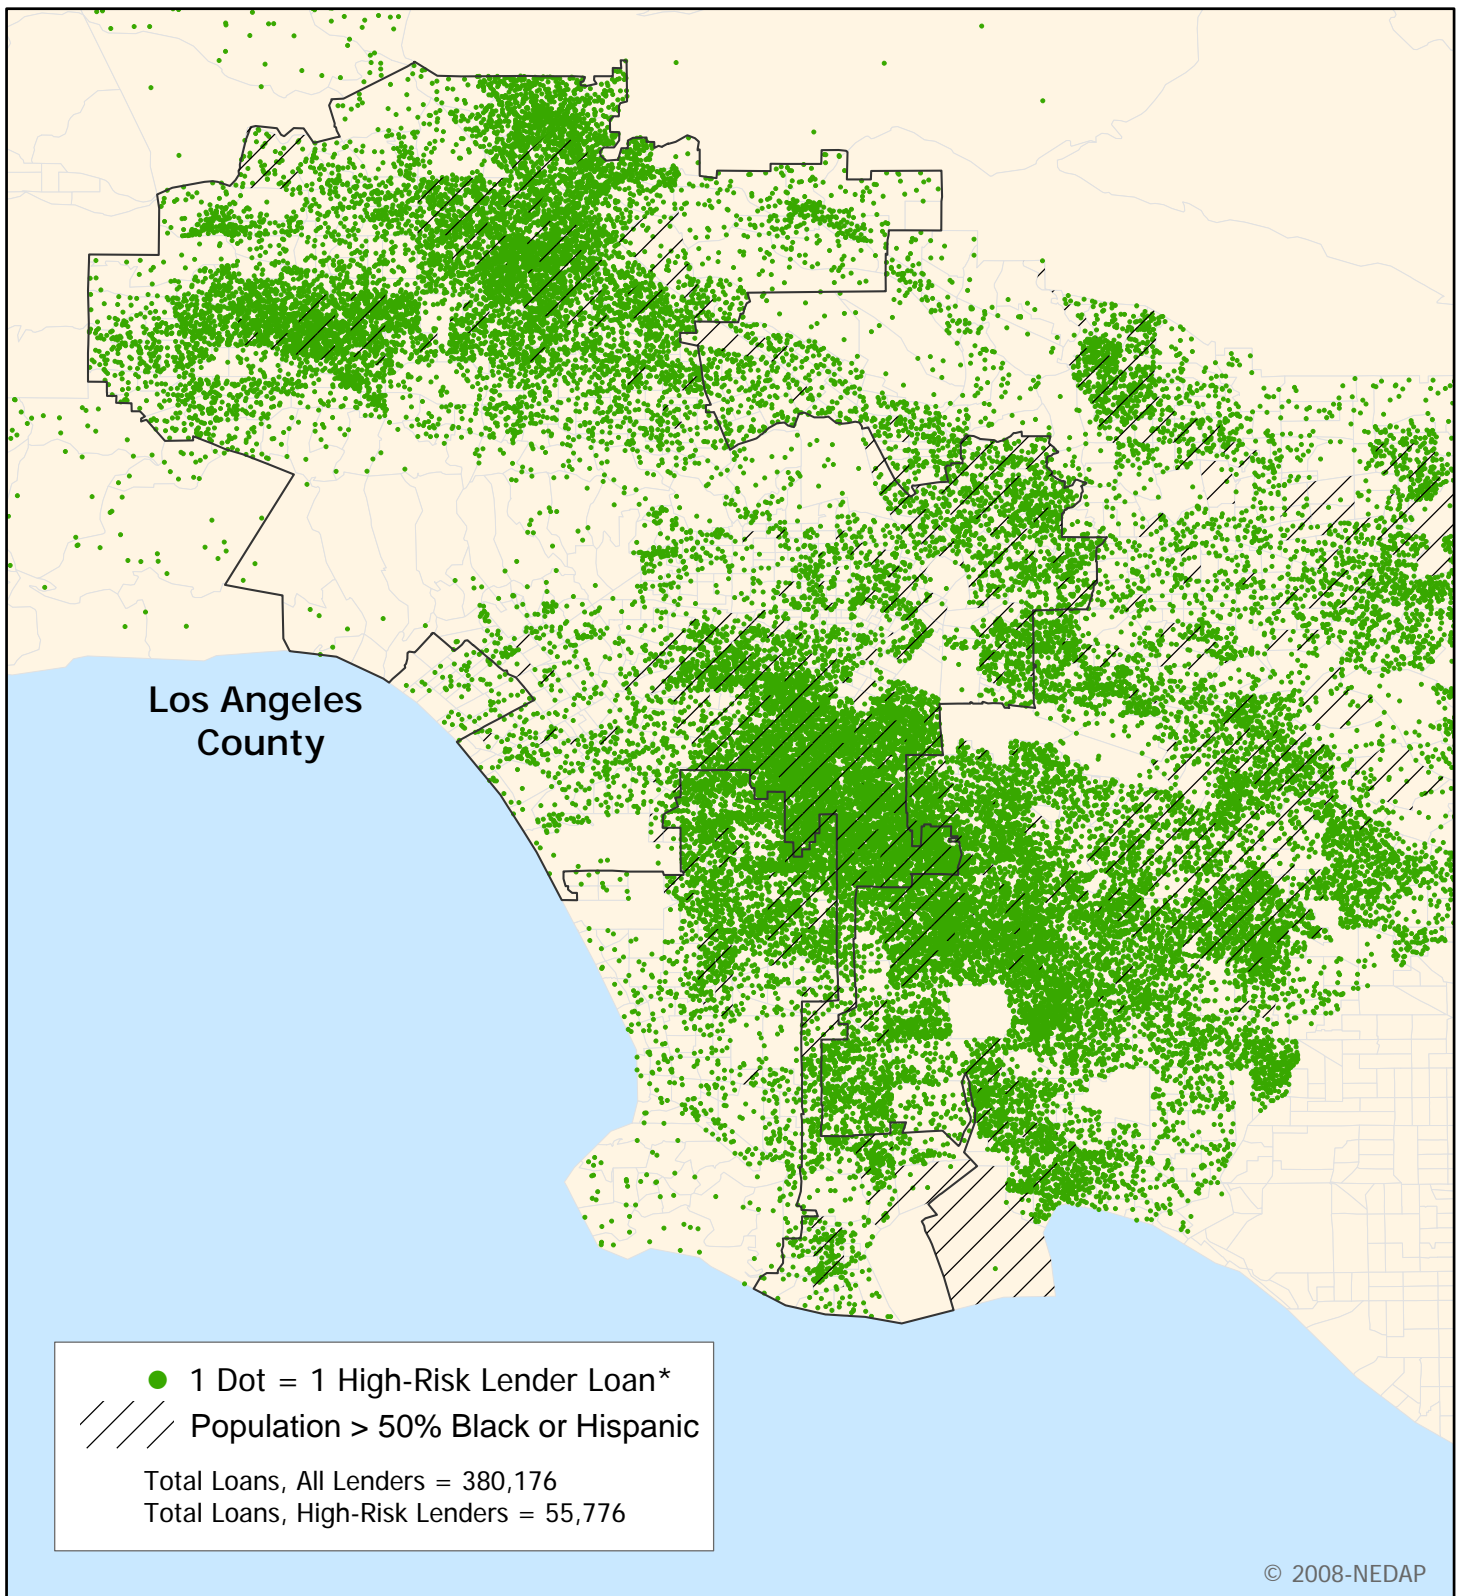 Los Angeles
County
1 Dot = 1 High-Risk Lender Loan*
Population > 50% Black or Hispanic
Total Loans, All Lenders = 380,176
Total Loans, High-Risk Lenders = 55,776
© 2008-NEDAP